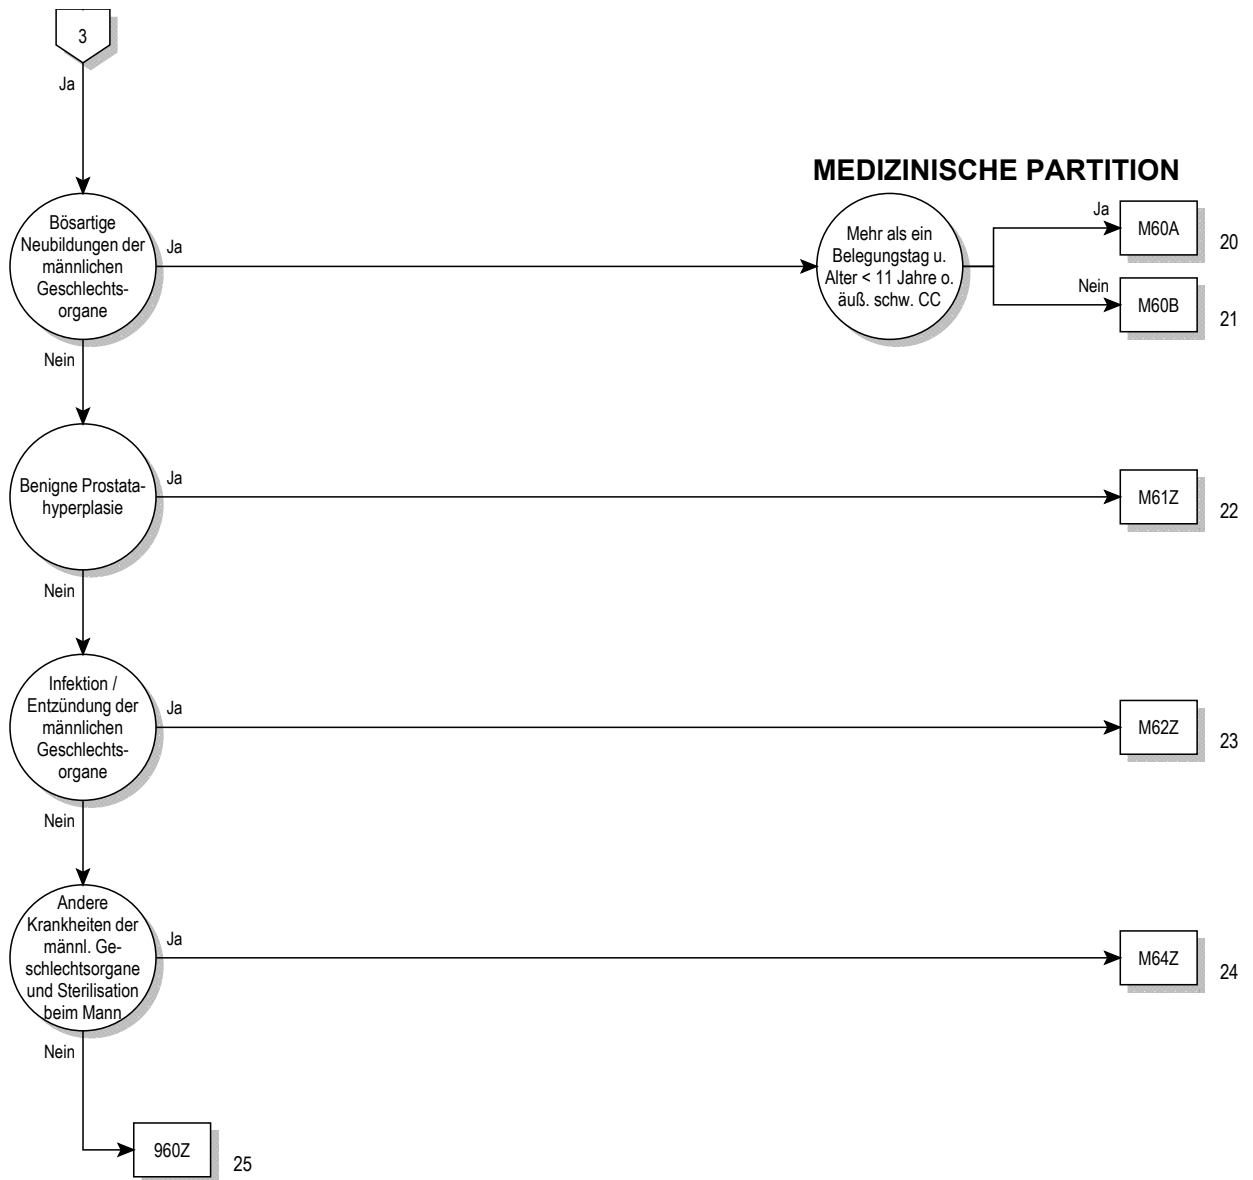 3
Ja
MEDIZINISCHE PARTITION
Bösartige
Neubildungen der
männlichen
Geschlechts-
organe
Ja
Mehr als ein
Belegungstag u.
Alter < 11 Jahre o.
äuß. schw. CC
Ja
M60A
20
Nein
M60B
21
Nein
Benigne Prostata-
hyperplasie
Ja
M61Z
22
Nein
Infektion /
Entzündung der
männlichen
Geschlechts-
organe
Ja
M62Z
23
Nein
Andere
Krankheiten der
männl. Ge-
schlechtsorgane
und Sterilisation
beim Mann
Ja
M64Z
24
Nein
960Z
25